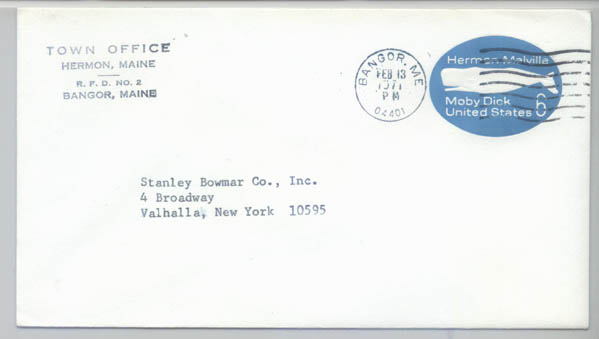 TOWN OFFICE
HERMON, MAINE
R. F. D. NO. 2
BANGOR, MAINE
BANGOR, ME
FEB 13
1971
PM
04401
Herman Melville
Moby Dick
United States 6
Stanley Bowmar Co., Inc.
4 Broadway
Valhalla, New York 10595